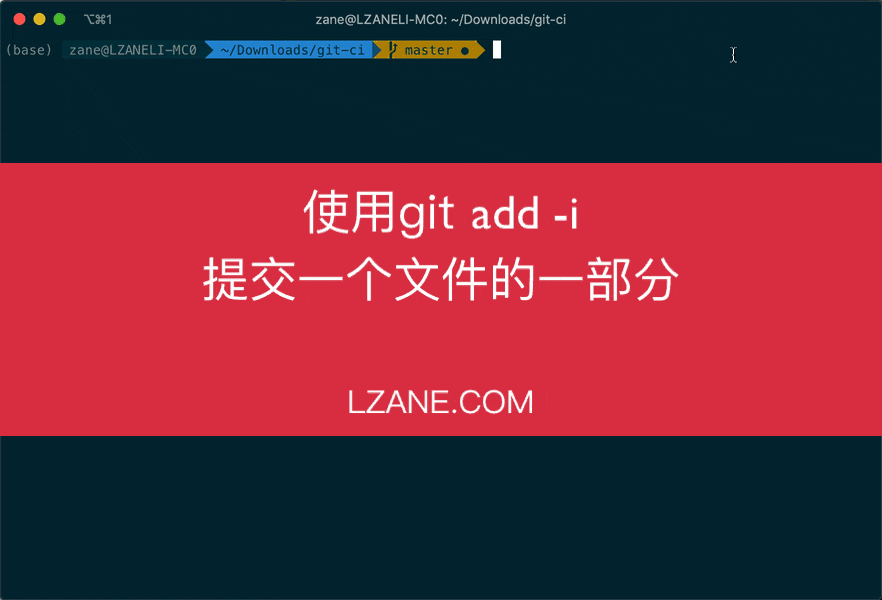 ⌥⌘1 zane@LZANELI-MC0: ~/Downloads/git-ci
(base) zane@LZANELI-MC0 ~/Downloads/git-ci master ●
使用git add -i
提交一个文件的一部分
LZANE.COM